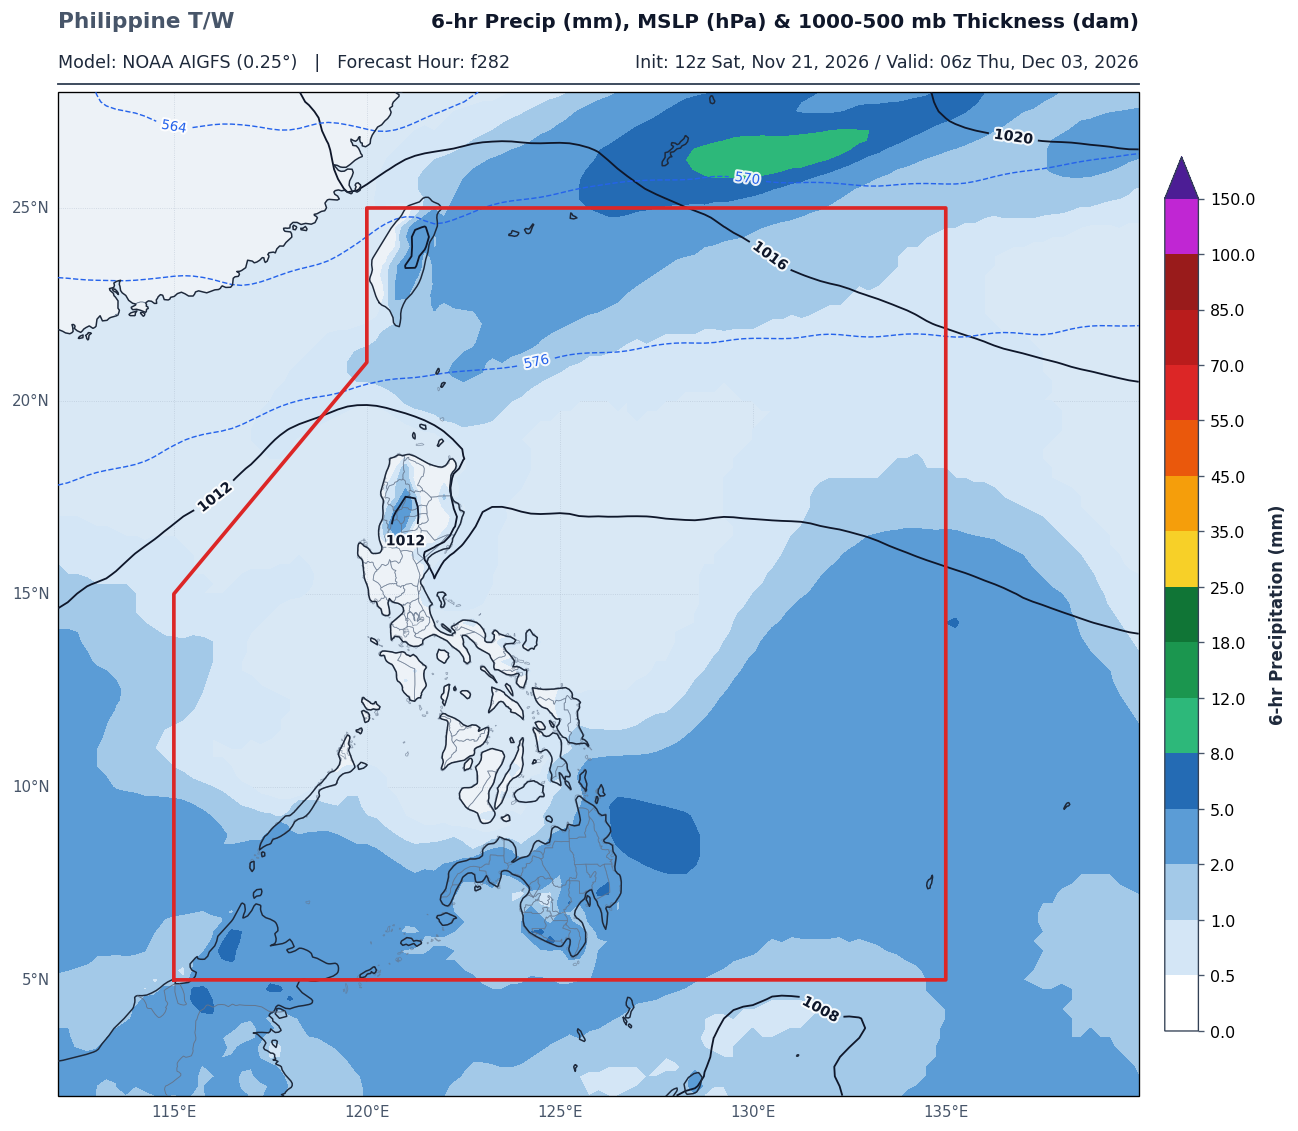 Philippine T/W
6-hr Precip (mm), MSLP (hPa) & 1000-500 mb Thickness (dam)
Model: NOAA AIGFS (0.25°) | Forecast Hour: f282
Init: 12z Sat, Nov 21, 2026 / Valid: 06z Thu, Dec 03, 2026
564
1020
570
1016
576
1012
1012
1008
25°N
20°N
15°N
10°N
5°N
115°E
120°E
125°E
130°E
135°E
150.0
100.0
85.0
70.0
55.0
45.0
35.0
25.0
18.0
12.0
8.0
5.0
2.0
1.0
0.5
0.0
6-hr Precipitation (mm)